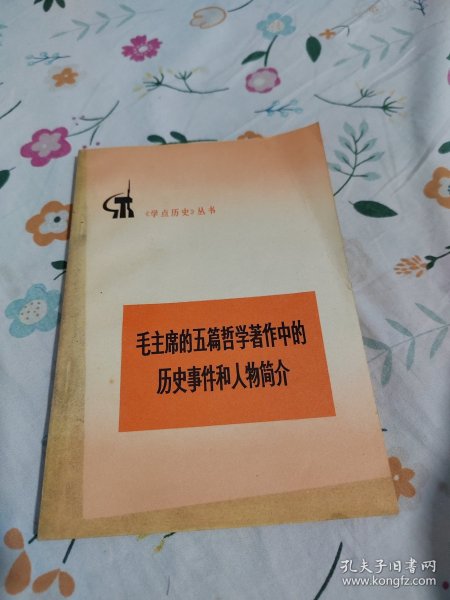 《学点历史》丛书
毛主席的五篇哲学著作中的
历史事件和人物简介
孔夫子旧书网
www.kongfz.com